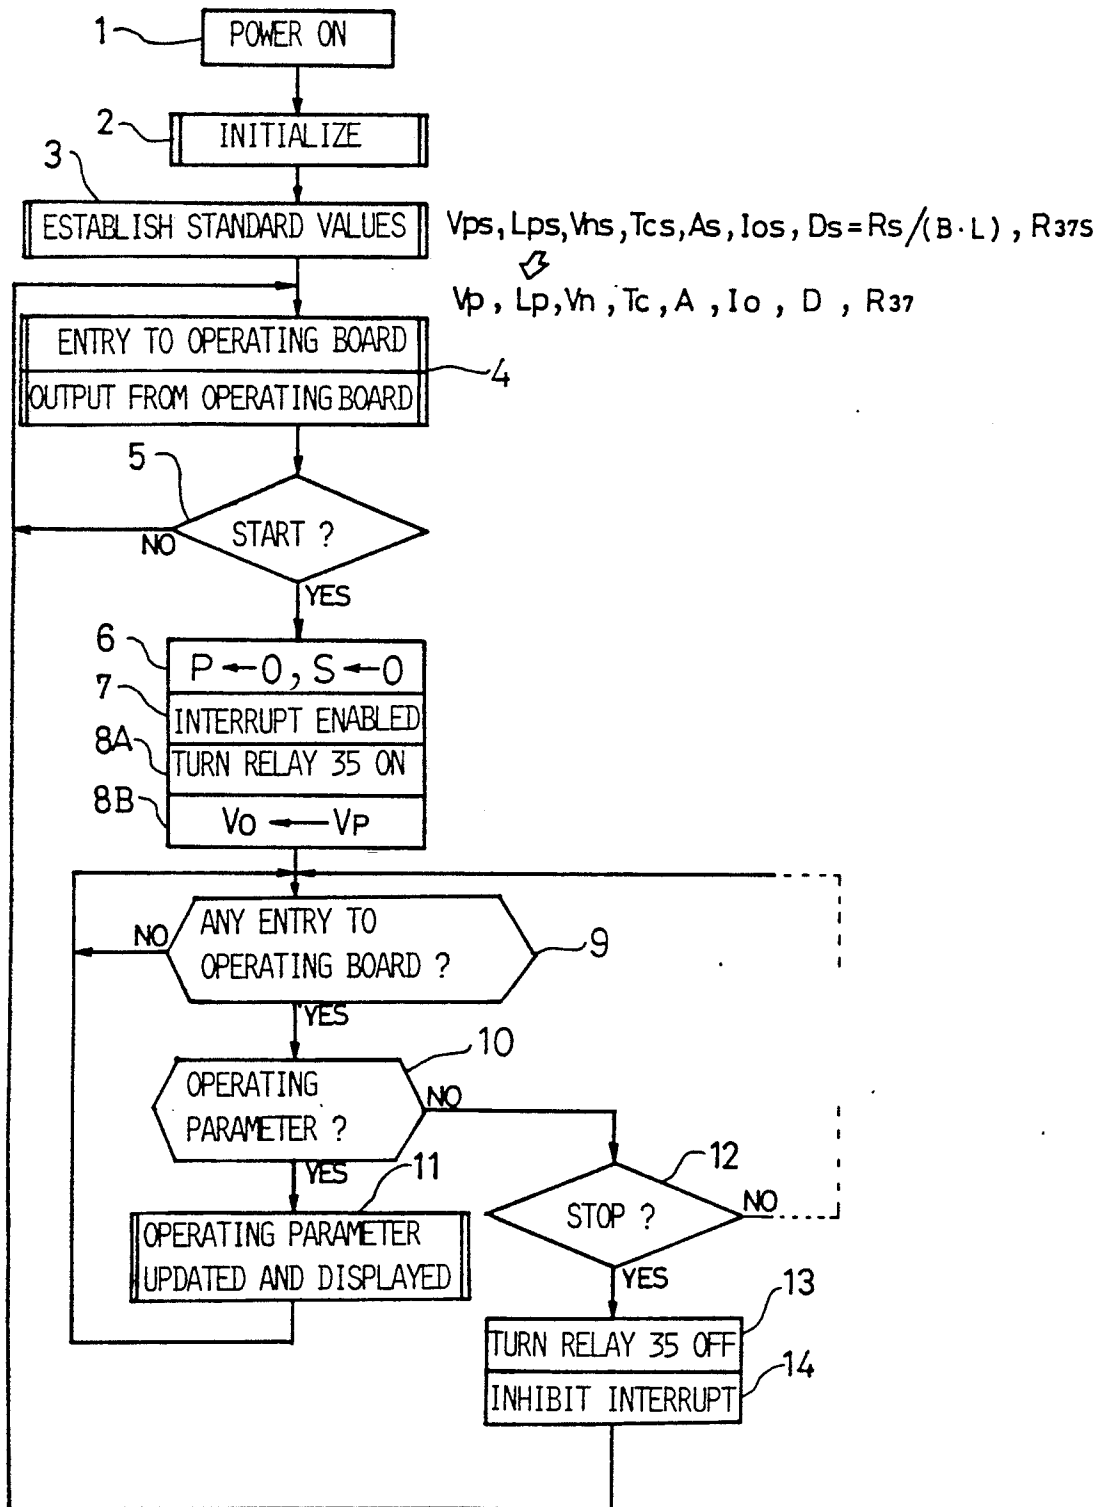 1
POWER ON
2
INITIALIZE
3
ESTABLISH STANDARD VALUES
Vps, Lps, Vns, Tcs, As, Ios, Ds=Rs/(B·L), R37s
Vp, Lp, Vn, Tc, A, Io, D, R37
ENTRY TO OPERATING BOARD
4
OUTPUT FROM OPERATING BOARD
5
START ?
NO
YES
6
P←0, S←0
7
INTERRUPT ENABLED
8A
TURN RELAY 35 ON
8B
Vo ← VP
ANY ENTRY TO
OPERATING BOARD ?
NO
9
YES
10
OPERATING
PARAMETER ?
NO
YES
11
OPERATING PARAMETER
UPDATED AND DISPLAYED
12
STOP ?
NO
YES
13
TURN RELAY 35 OFF
14
INHIBIT INTERRUPT